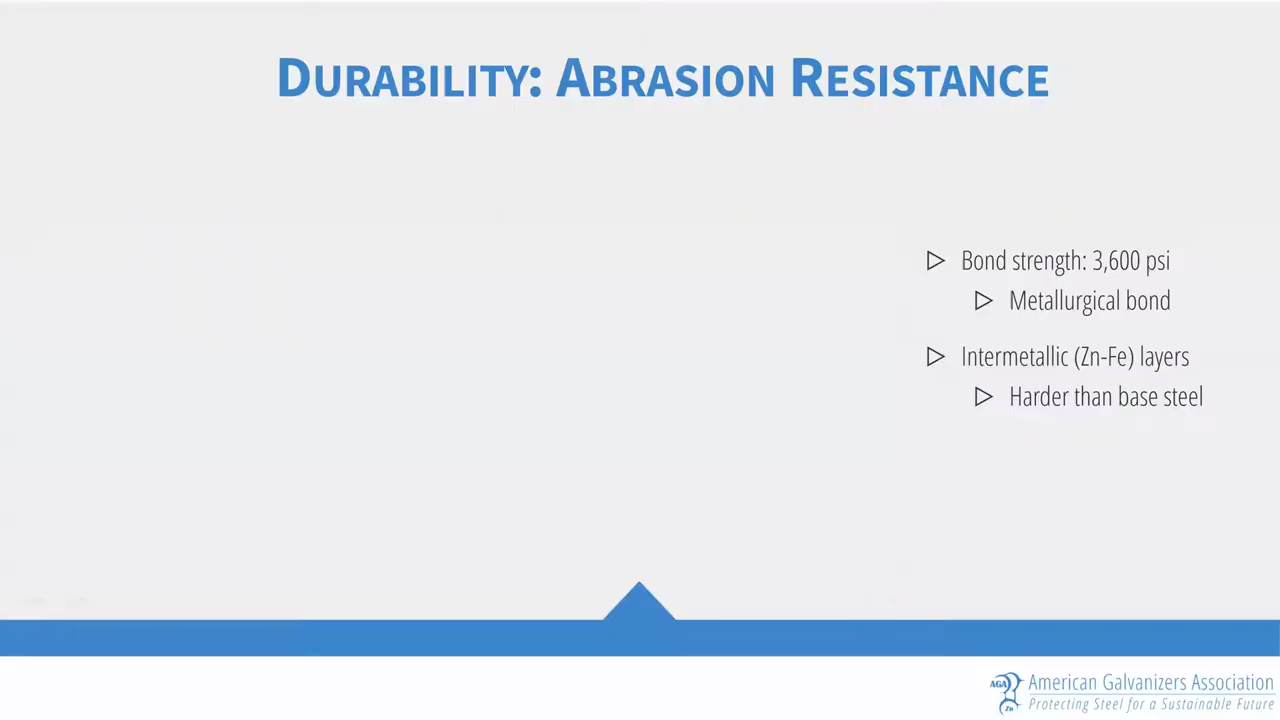 DURABILITY: ABRASION RESISTANCE
Bond strength: 3,600 psi
Metallurgical bond
Intermetallic (Zn-Fe) layers
Harder than base steel
AGA
Zn
American Galvanizers Association
Protecting Steel for a Sustainable Future